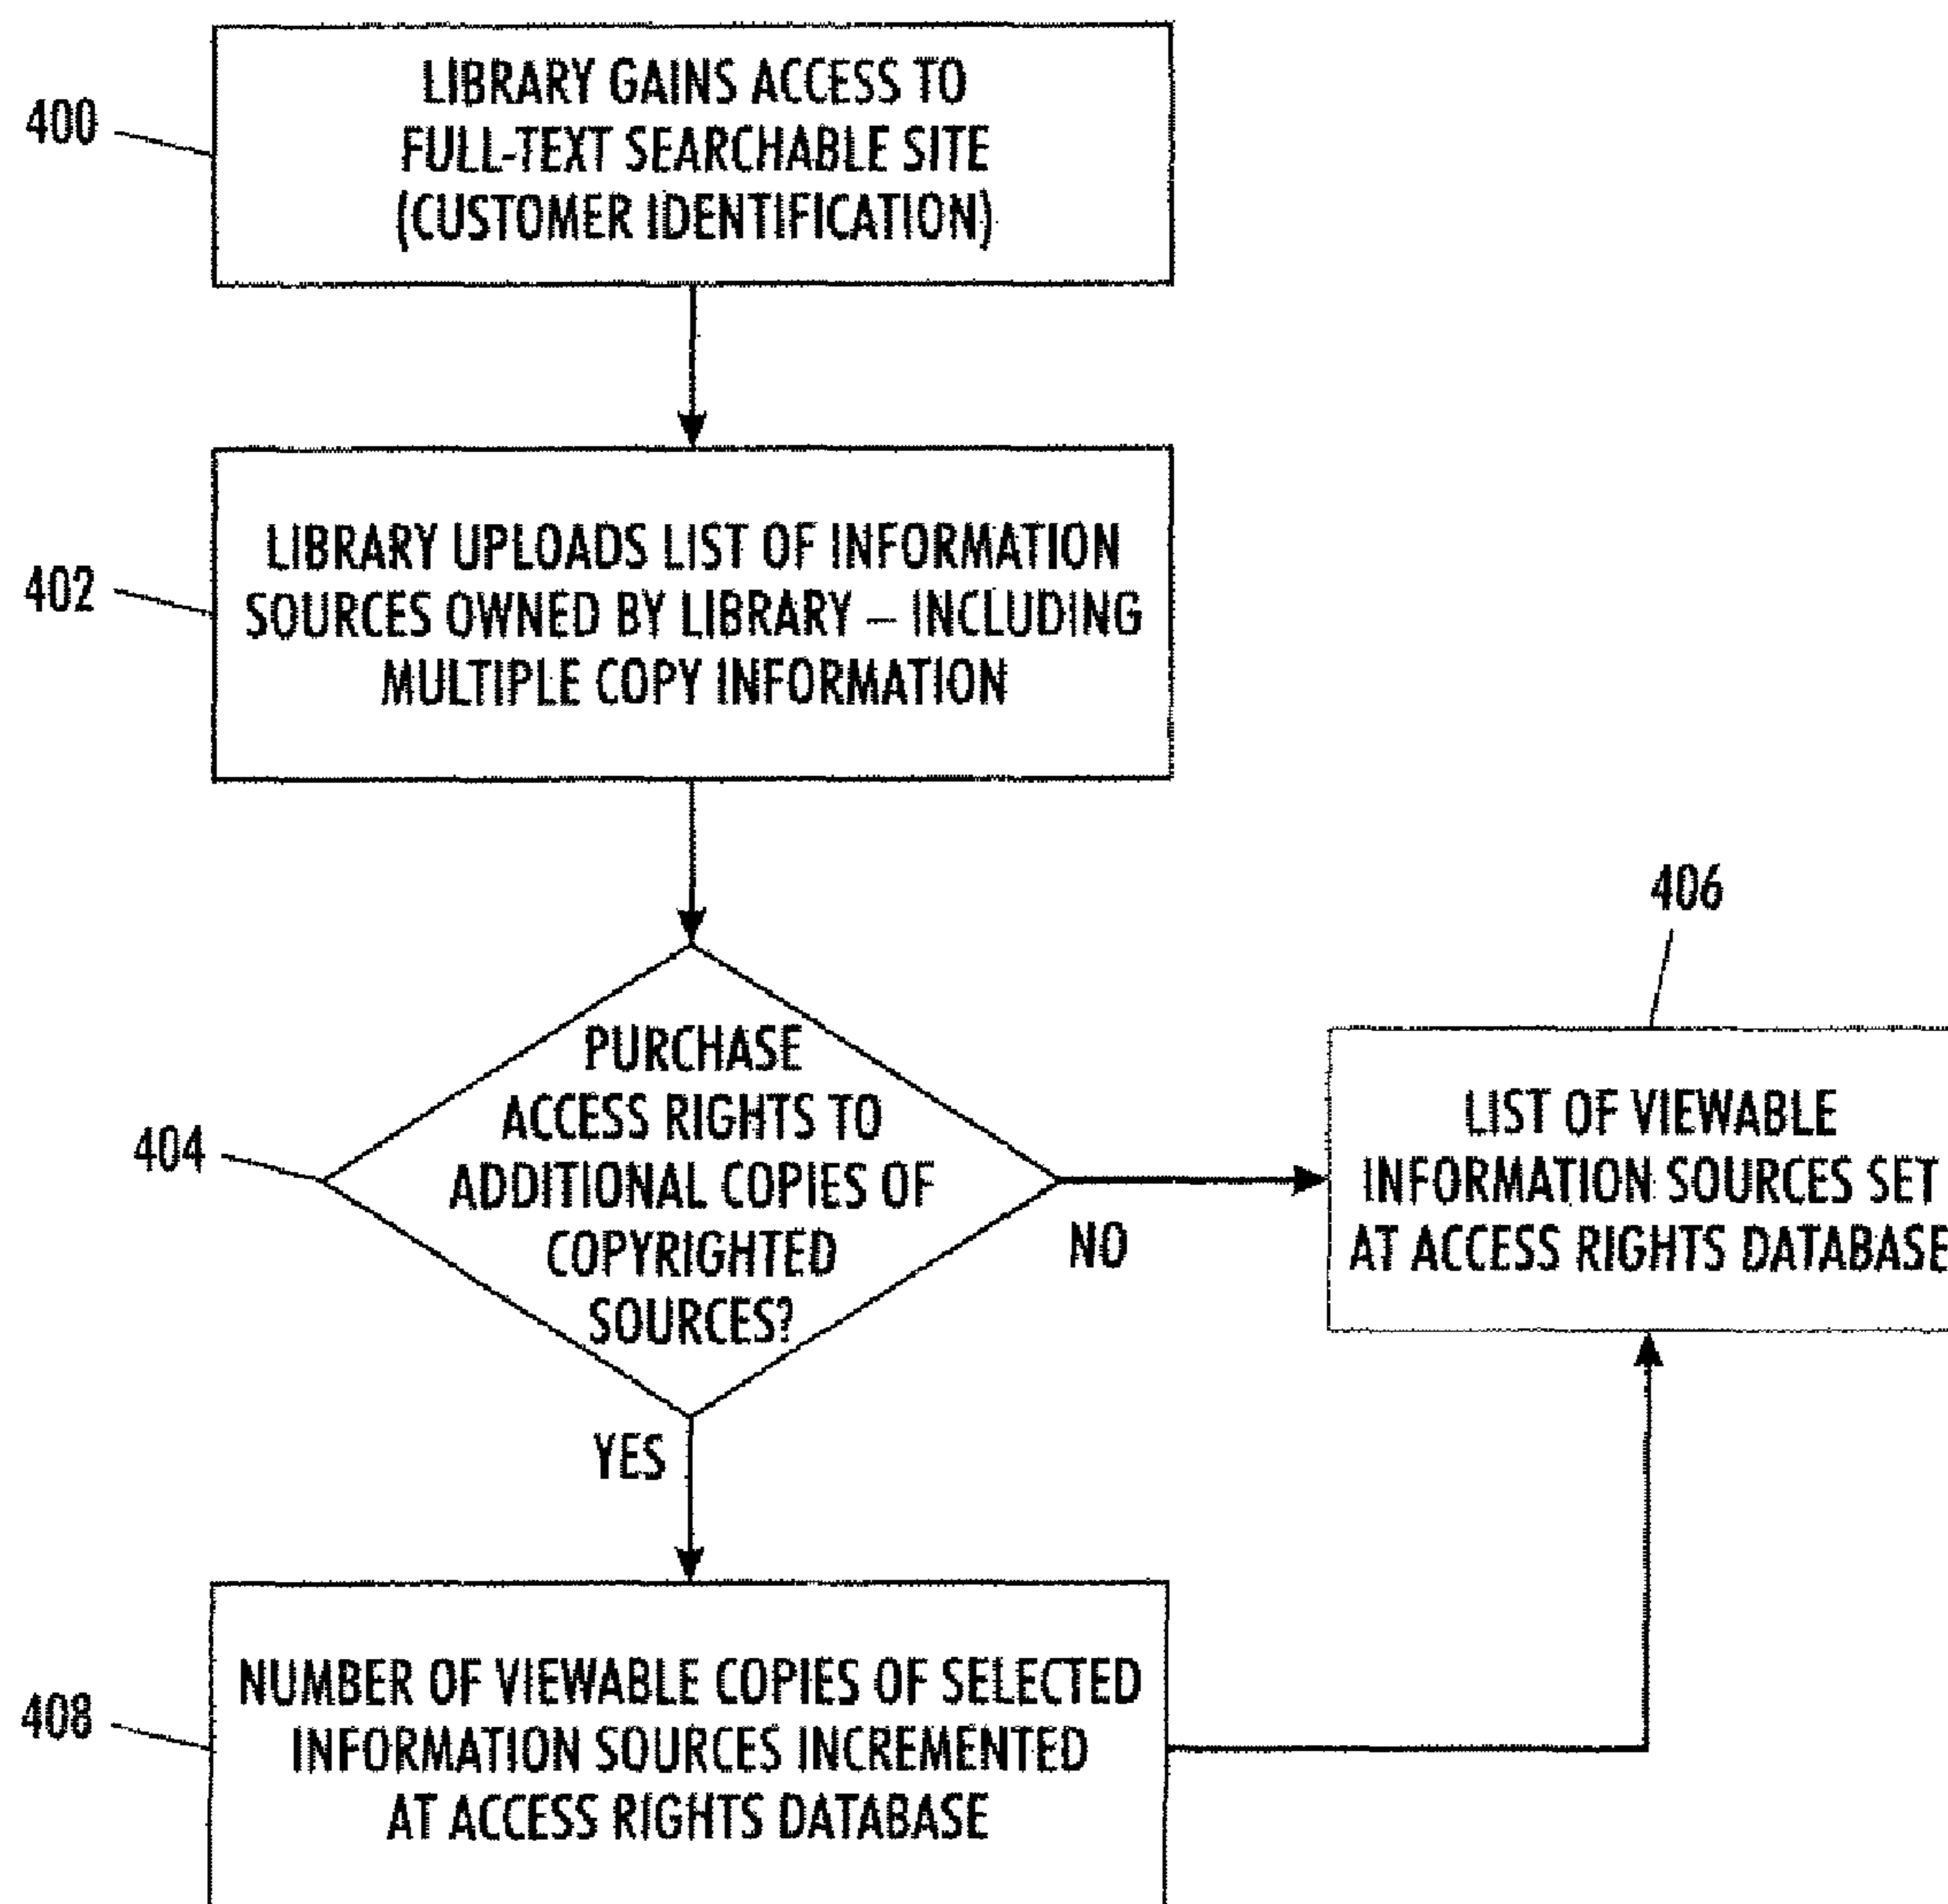 400
LIBRARY GAINS ACCESS TO
FULL-TEXT SEARCHABLE SITE
(CUSTOMER IDENTIFICATION)
402
LIBRARY UPLOADS LIST OF INFORMATION
SOURCES OWNED BY LIBRARY – INCLUDING
MULTIPLE COPY INFORMATION
404
PURCHASE
ACCESS RIGHTS TO
ADDITIONAL COPIES OF
COPYRIGHTED
SOURCES?
NO
406
LIST OF VIEWABLE
INFORMATION SOURCES SET
AT ACCESS RIGHTS DATABASE
YES
408
NUMBER OF VIEWABLE COPIES OF SELECTED
INFORMATION SOURCES INCREMENTED
AT ACCESS RIGHTS DATABASE